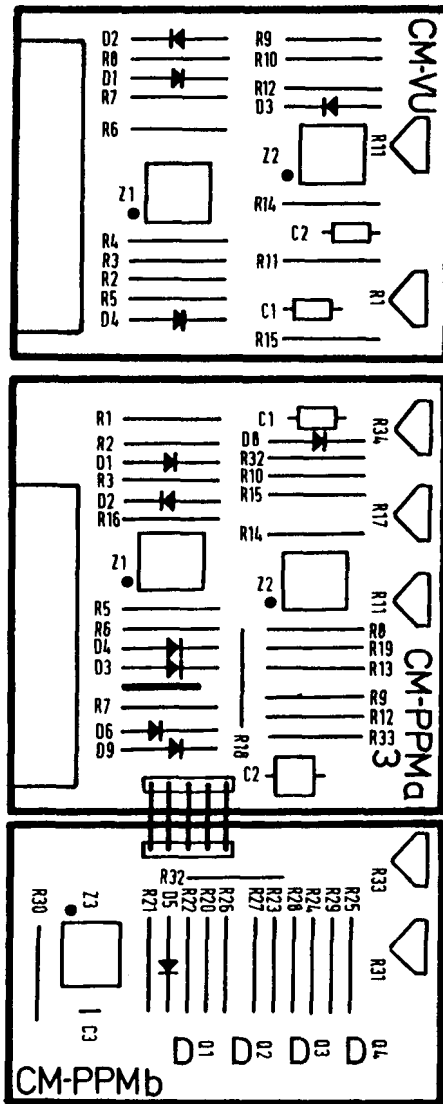 CM-VU
D2
R8
D1
R7
R6
Z1
R4
R3
R2
R5
D4
R9
R10
R12
D3
Z2
R14
C2
R11
C1
R15
R11
R1
R1
R2
D1
R3
D2
R16
Z1
R5
R6
D4
D3
R7
D6
D9
C1
D8
R32
R10
R15
R14
Z2
R8
R19
R13
R9
R12
R33
R18
C2
R34
R17
R11
CM-PPMa
3
R32
R30
Z3
C3
R21
D5
R22
R20
R26
R27
R23
R28
R24
R29
R25
R33
R31
Q1
Q2
Q3
Q4
CM-PPMb